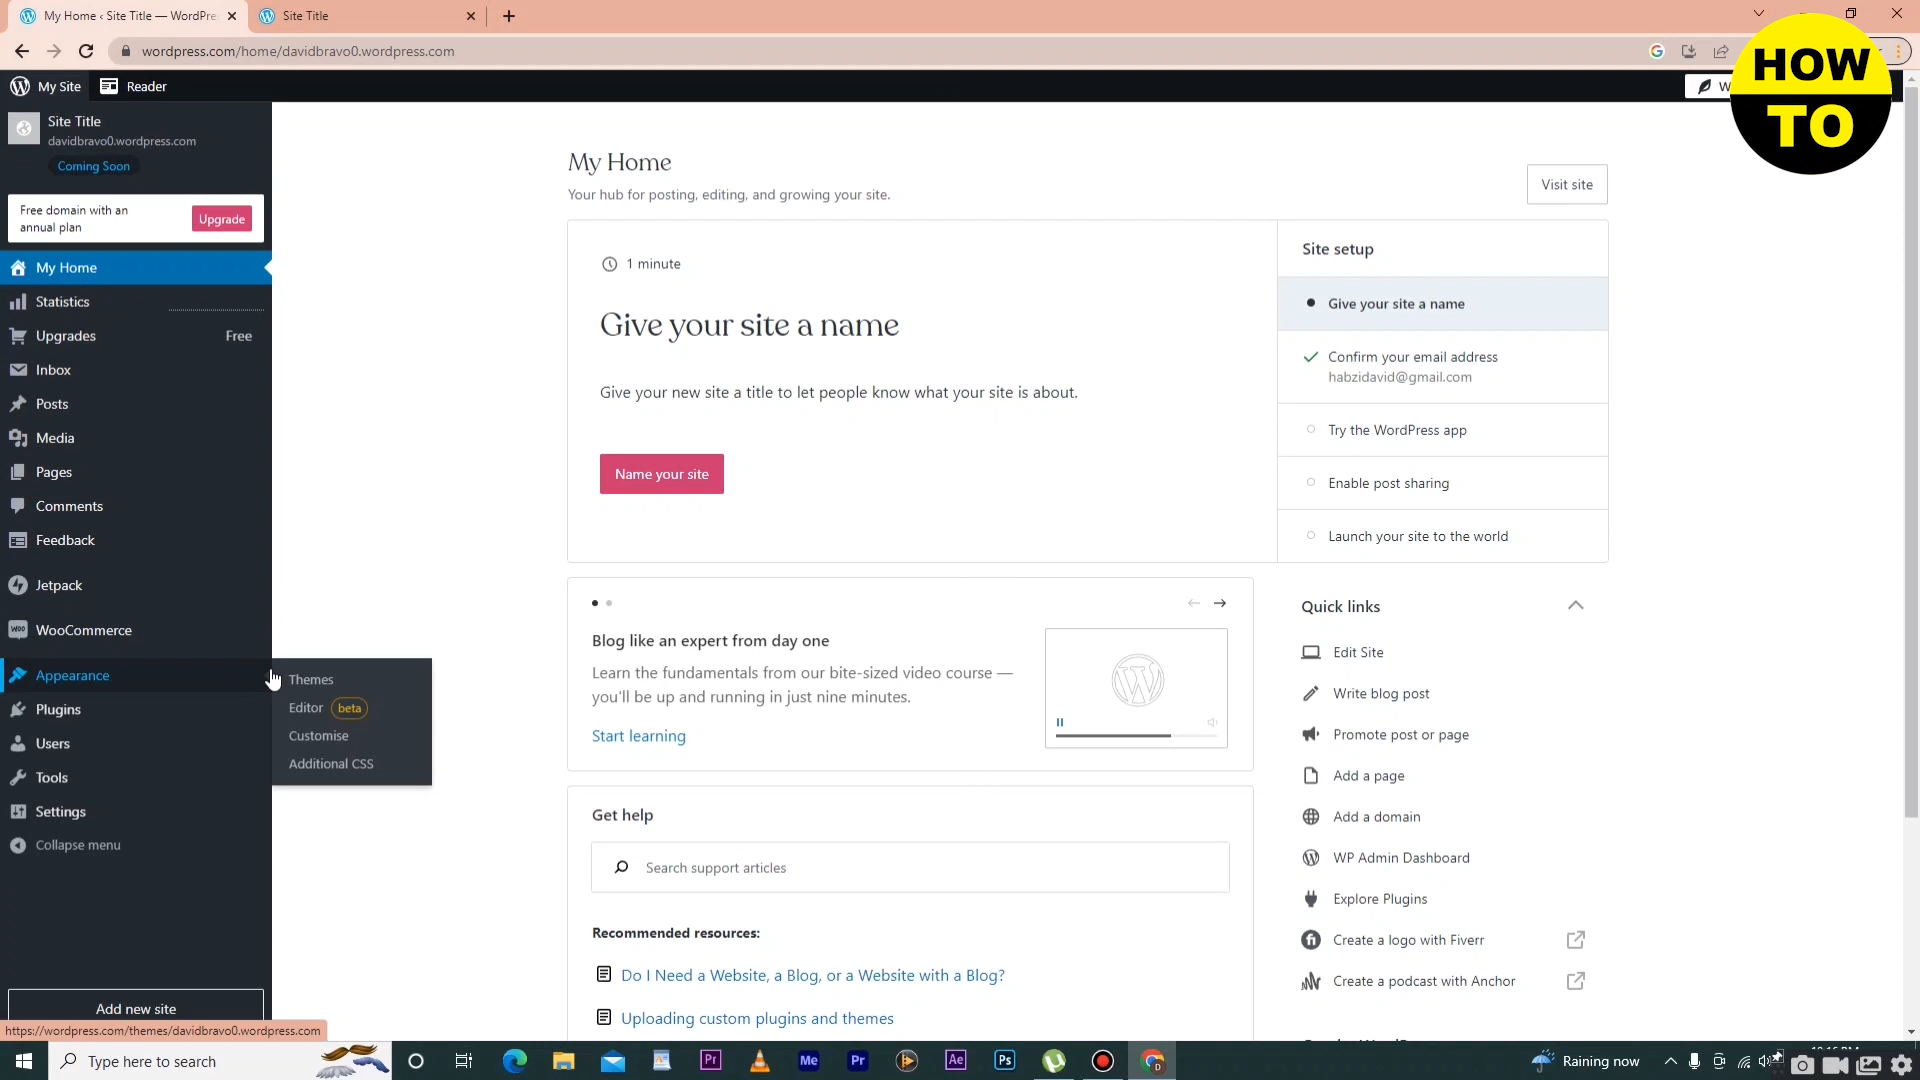 My Home ‹ Site Title — WordPre
Site Title
wordpress.com/home/davidbravo0.wordpress.com
My Site
Reader
W
HOW
TO
Site Title
davidbravo0.wordpress.com
Coming Soon
Free domain with an
annual plan
Upgrade
My Home
Statistics
Upgrades
Free
Inbox
Posts
Media
Pages
Comments
Feedback
Jetpack
WooCommerce
Appearance
Plugins
Users
Tools
Settings
Collapse menu
Add new site
Themes
Editor beta
Customise
Additional CSS
My Home
Your hub for posting, editing, and growing your site.
Visit site
1 minute
Give your site a name
Give your new site a title to let people know what your site is about.
Name your site
Site setup
Give your site a name
Confirm your email address
habzidavid@gmail.com
Try the WordPress app
Enable post sharing
Launch your site to the world
Blog like an expert from day one
Learn the fundamentals from our bite-sized video course —
you'll be up and running in just nine minutes.
Start learning
Get help
Search support articles
Recommended resources:
Do I Need a Website, a Blog, or a Website with a Blog?
Uploading custom plugins and themes
Quick links
Edit Site
Write blog post
Promote post or page
Add a page
Add a domain
WP Admin Dashboard
Explore Plugins
Create a logo with Fiverr
Create a podcast with Anchor
https://wordpress.com/themes/davidbravo0.wordpress.com
Type here to search
Pr
Me
Pr
Ae
Ps
D
Raining now